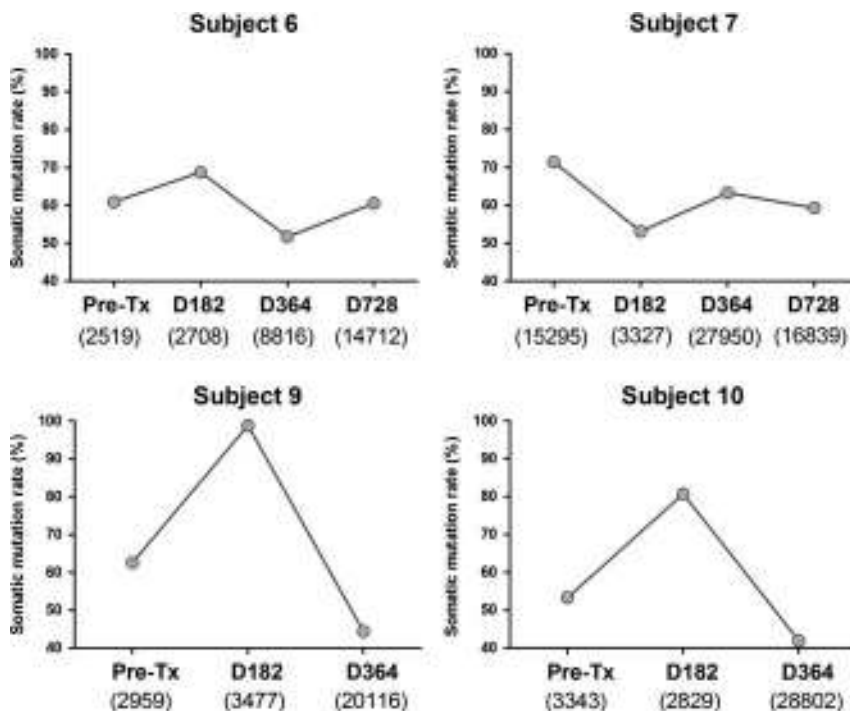 Subject 6
Somatic mutation rate (%)
100
90
80
70
60
50
40
Pre-Tx D182 D364 D728
(2519) (2708) (8816) (14712)
Subject 7
Somatic mutation rate (%)
100
90
80
70
60
50
40
Pre-Tx D182 D364 D728
(15295) (3327) (27950) (16839)
Subject 9
Somatic mutation rate (%)
100
90
80
70
60
50
40
Pre-Tx D182 D364
(2959) (3477) (20116)
Subject 10
Somatic mutation rate (%)
100
90
80
70
60
50
40
Pre-Tx D182 D364
(3343) (2829) (28802)